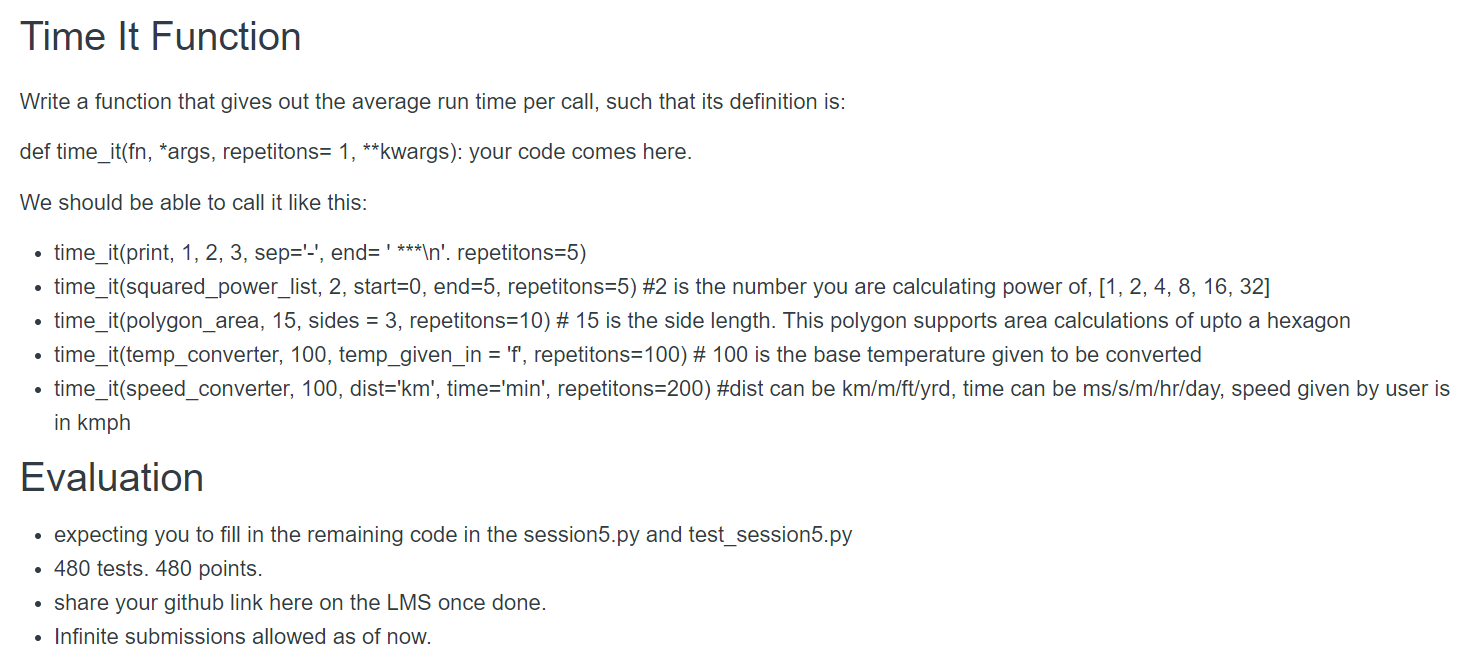 Time It Function
Write a function that gives out the average run time per call, such that its definition is:
def time_it(fn, *args, repetitons= 1, **kwargs): your code comes here.
We should be able to call it like this:
• time_it(print, 1, 2, 3, sep='-', end= ' ***\n'. repetitons=5)
• time_it(squared_power_list, 2, start=0, end=5, repetitons=5) #2 is the number you are calculating power of, [1, 2, 4, 8, 16, 32]
• time_it(polygon_area, 15, sides = 3, repetitons=10) # 15 is the side length. This polygon supports area calculations of upto a hexagon
• time_it(temp_converter, 100, temp_given_in = 'f', repetitons=100) # 100 is the base temperature given to be converted
• time_it(speed_converter, 100, dist='km', time='min', repetitons=200) #dist can be km/m/ft/yrd, time can be ms/s/m/hr/day, speed given by user is
in kmph
Evaluation
• expecting you to fill in the remaining code in the session5.py and test_session5.py
• 480 tests. 480 points.
• share your github link here on the LMS once done.
• Infinite submissions allowed as of now.